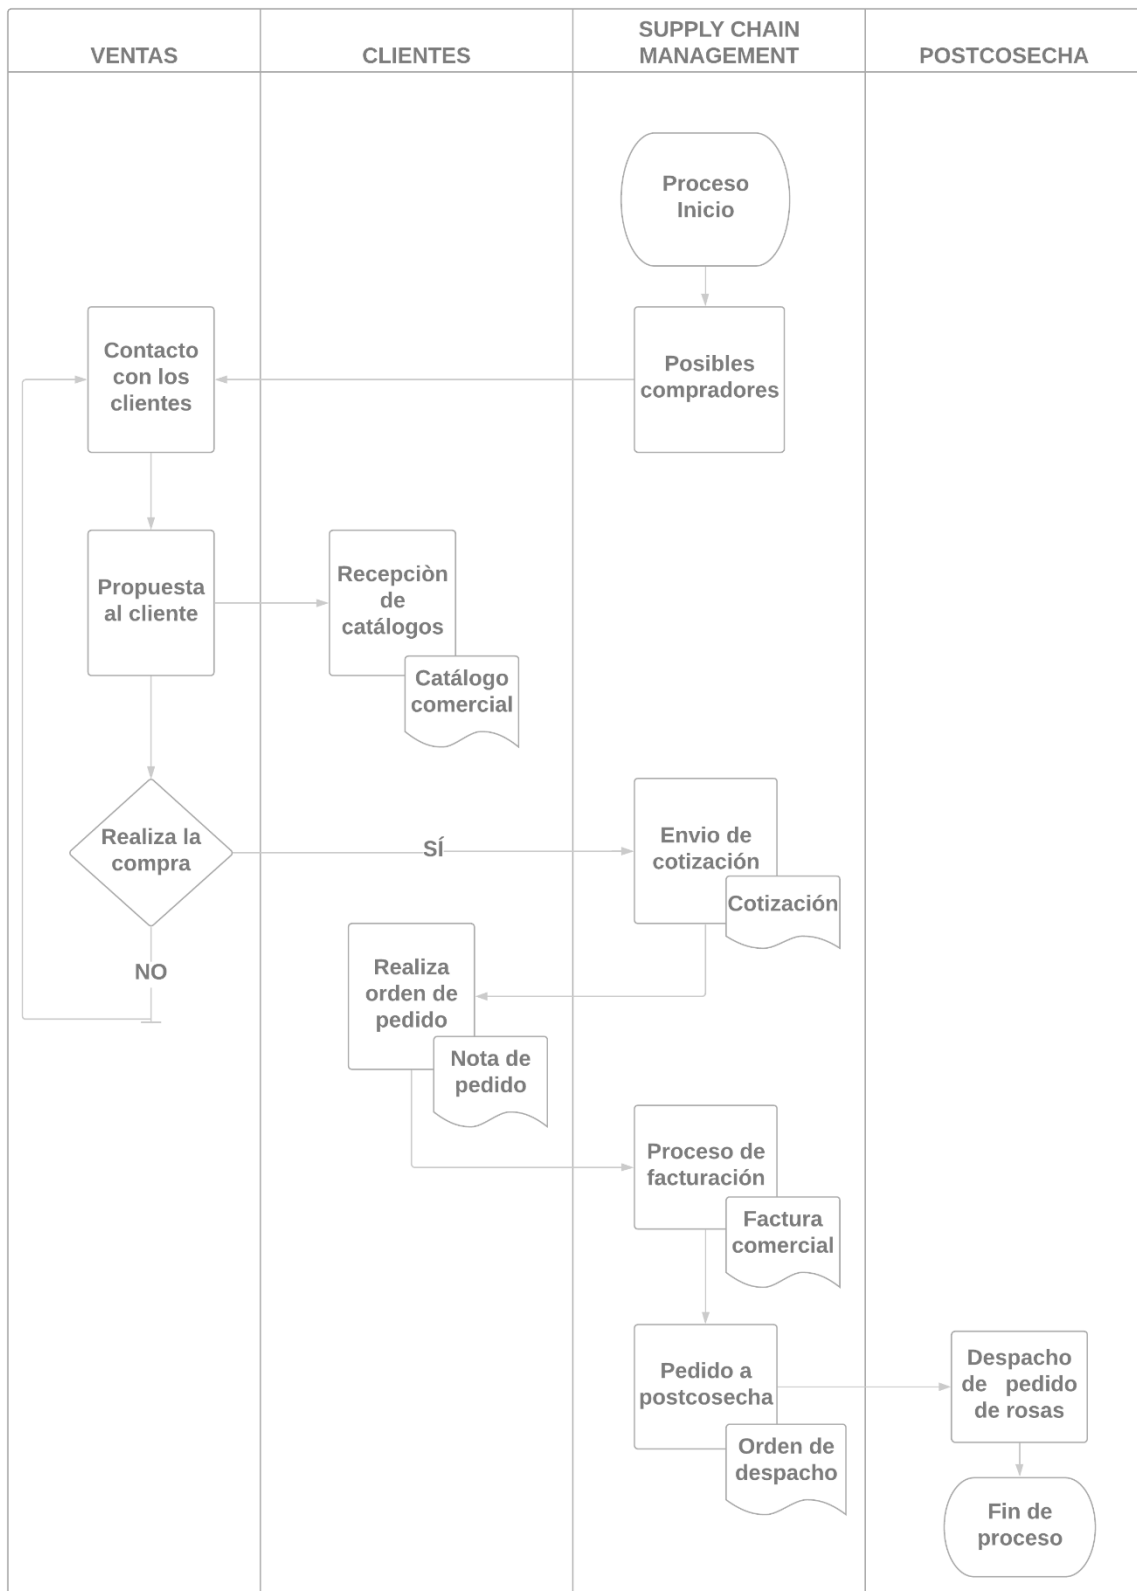 VENTAS
CLIENTES
SUPPLY CHAIN
MANAGEMENT
POSTCOSECHA
Proceso
Inicio
Contacto
con los
clientes
Posibles
compradores
Propuesta
al cliente
Recepciòn
de
catálogos
Catálogo
comercial
Realiza la
compra
SÍ
Envio de
cotización
Cotización
NO
Realiza
orden de
pedido
Nota de
pedido
Proceso de
facturación
Factura
comercial
Pedido a
postcosecha
Orden de
despacho
Despacho
de pedido
de rosas
Fin de
proceso